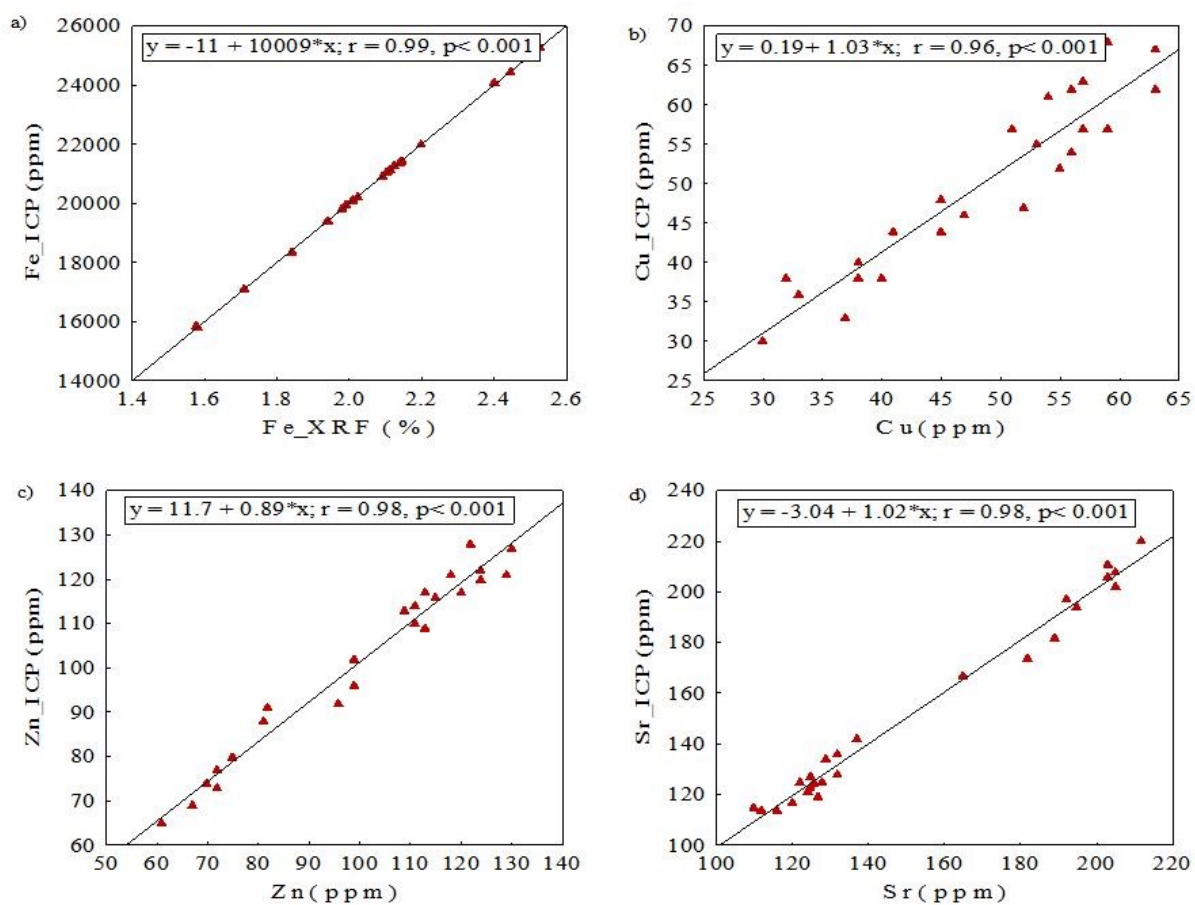 a)
y = -11 + 10009*x; r = 0.99, p< 0.001
26000
24000
22000
20000
18000
16000
14000
Fe_ICP (ppm)
1.4 1.6 1.8 2.0 2.2 2.4 2.6
Fe_XRF (%)
b)
y = 0.19+ 1.03*x; r = 0.96, p< 0.001
70
65
60
55
50
45
40
35
30
25
Cu_ICP (ppm)
25 30 35 40 45 50 55 60 65
Cu(ppm)
c)
y = 11.7 + 0.89*x; r = 0.98, p< 0.001
140
130
120
110
100
90
80
70
60
Zn_ICP (ppm)
50 60 70 80 90 100 110 120 130 140
Zn(ppm)
d)
y = -3.04 + 1.02*x; r = 0.98, p< 0.001
240
220
200
180
160
140
120
100
Sr_ICP (ppm)
100 120 140 160 180 200 220
Sr(ppm)